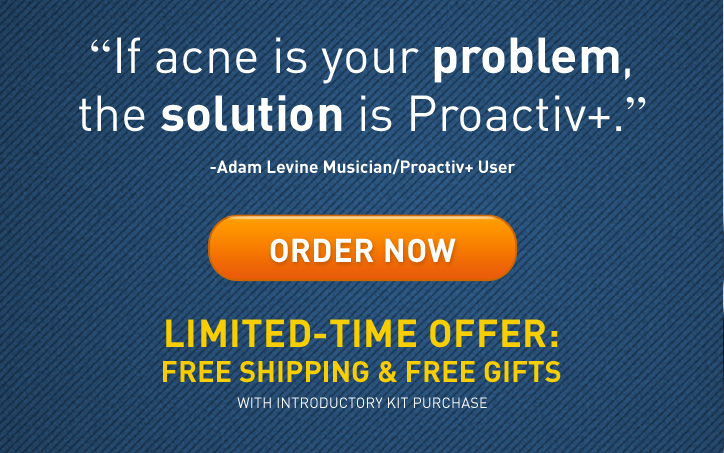 “If acne is your problem,
the solution is Proactiv+.”
-Adam Levine Musician/Proactiv+ User
ORDER NOW
LIMITED-TIME OFFER:
FREE SHIPPING & FREE GIFTS
WITH INTRODUCTORY KIT PURCHASE